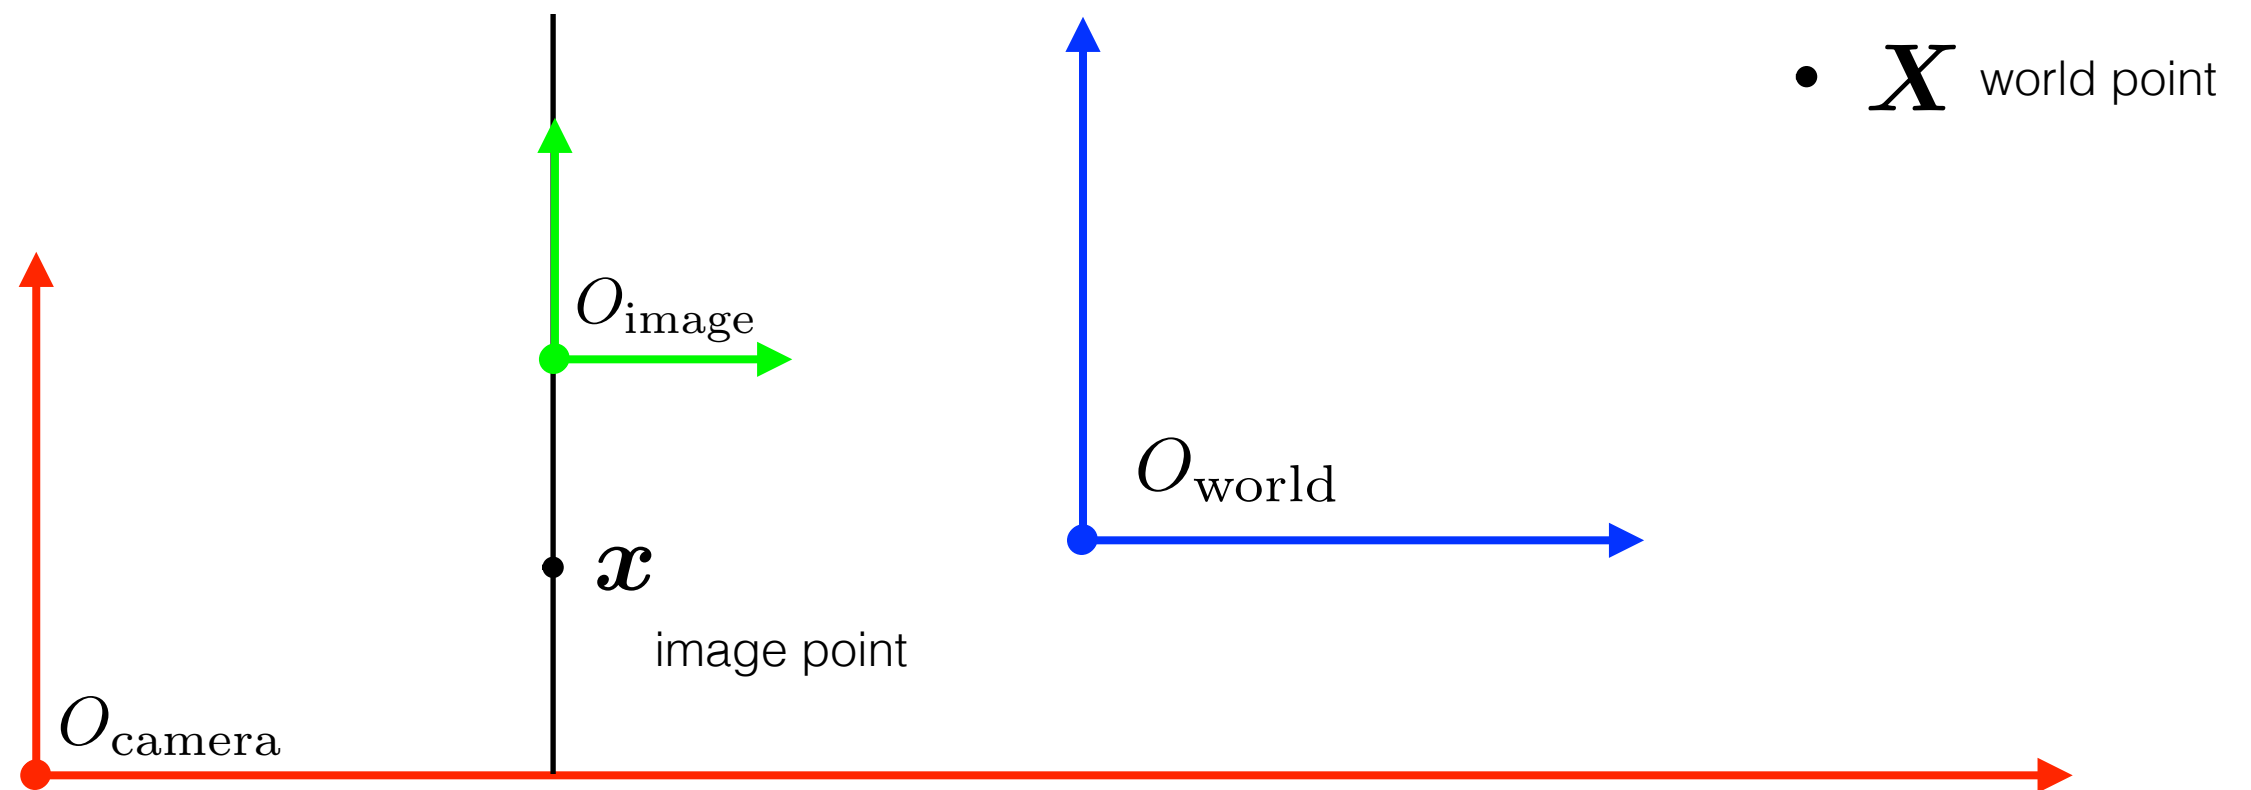 X world point
O_image
O_world
x
image point
O_camera